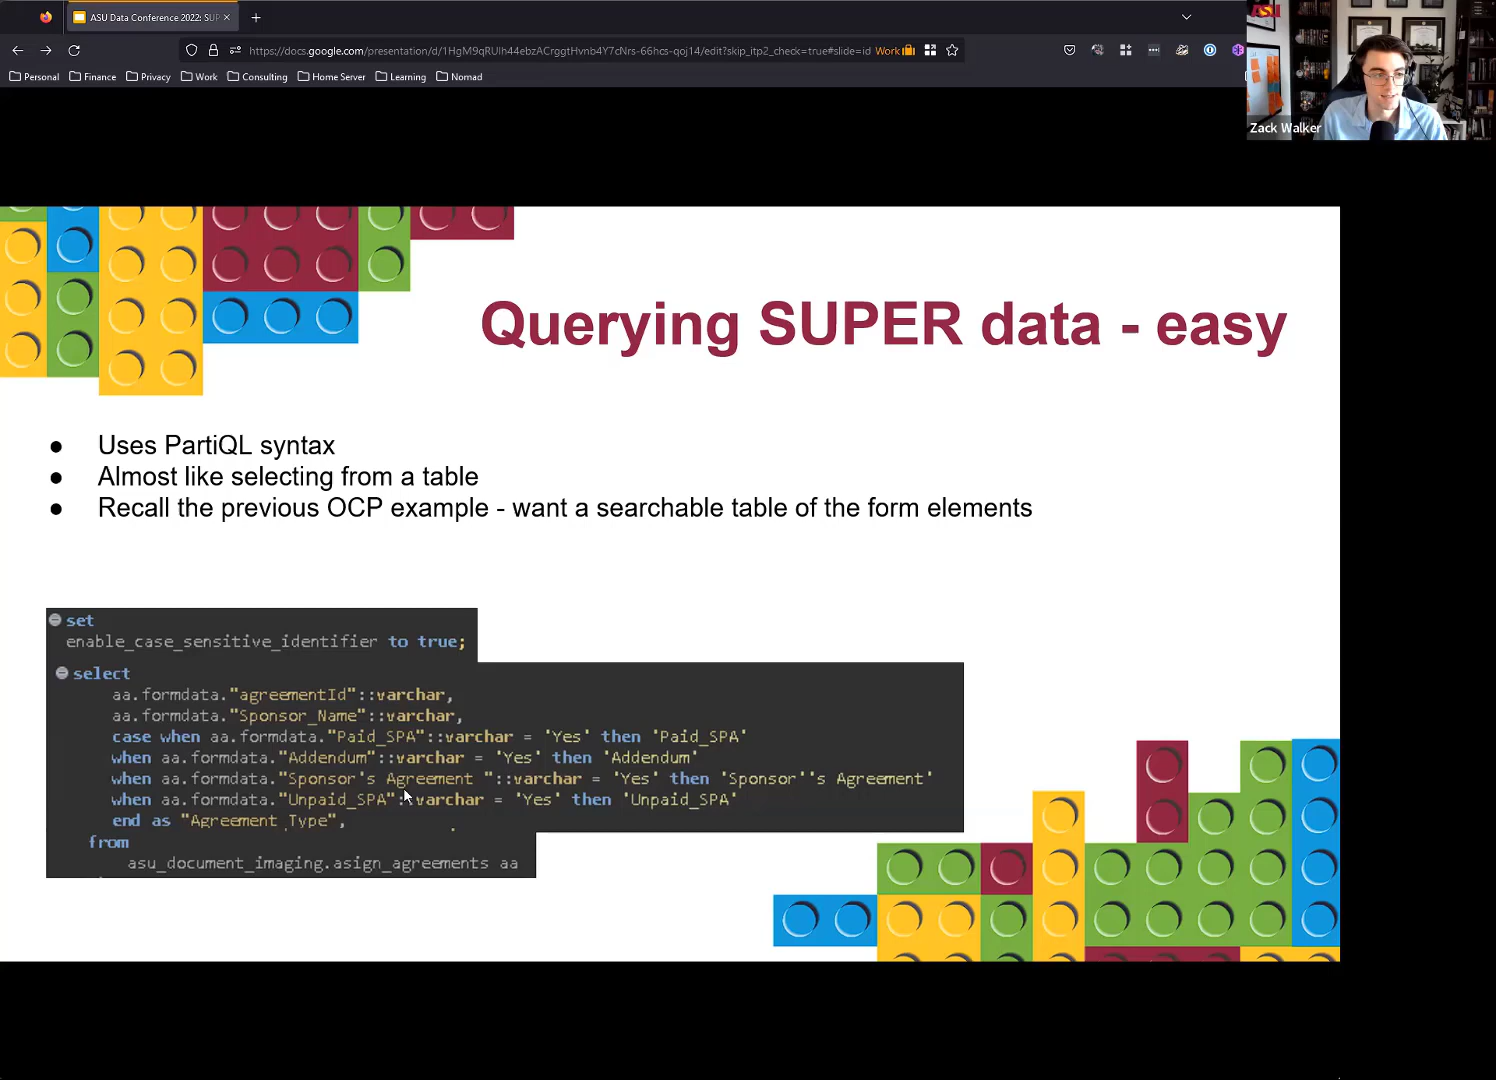 ASU Data Conference 2022: SUP
https://docs.google.com/presentation/d/1HgM9qRUlh44ebzACrggtHvnb4Y7cNrs-66hcs-qoj14/edit?skip_itp2_check=true#slide=id
Work
Personal
Finance
Privacy
Work
Consulting
Home Server
Learning
Nomad
ASU
Zack Walker
Querying SUPER data - easy
● Uses PartiQL syntax
● Almost like selecting from a table
● Recall the previous OCP example - want a searchable table of the form elements
set
enable_case_sensitive_identifier to true;
select
aa.formdata."agreementId"::varchar,
aa.formdata."Sponsor_Name"::varchar,
case when aa.formdata."Paid_SPA"::varchar = 'Yes' then 'Paid_SPA'
when aa.formdata."Addendum"::varchar = 'Yes' then 'Addendum'
when aa.formdata."Sponsor's Agreement "::varchar = 'Yes' then 'Sponsor''s Agreement'
when aa.formdata."Unpaid_SPA"::varchar = 'Yes' then 'Unpaid_SPA'
end as "Agreement_Type",
from
asu_document_imaging.asign_agreements aa